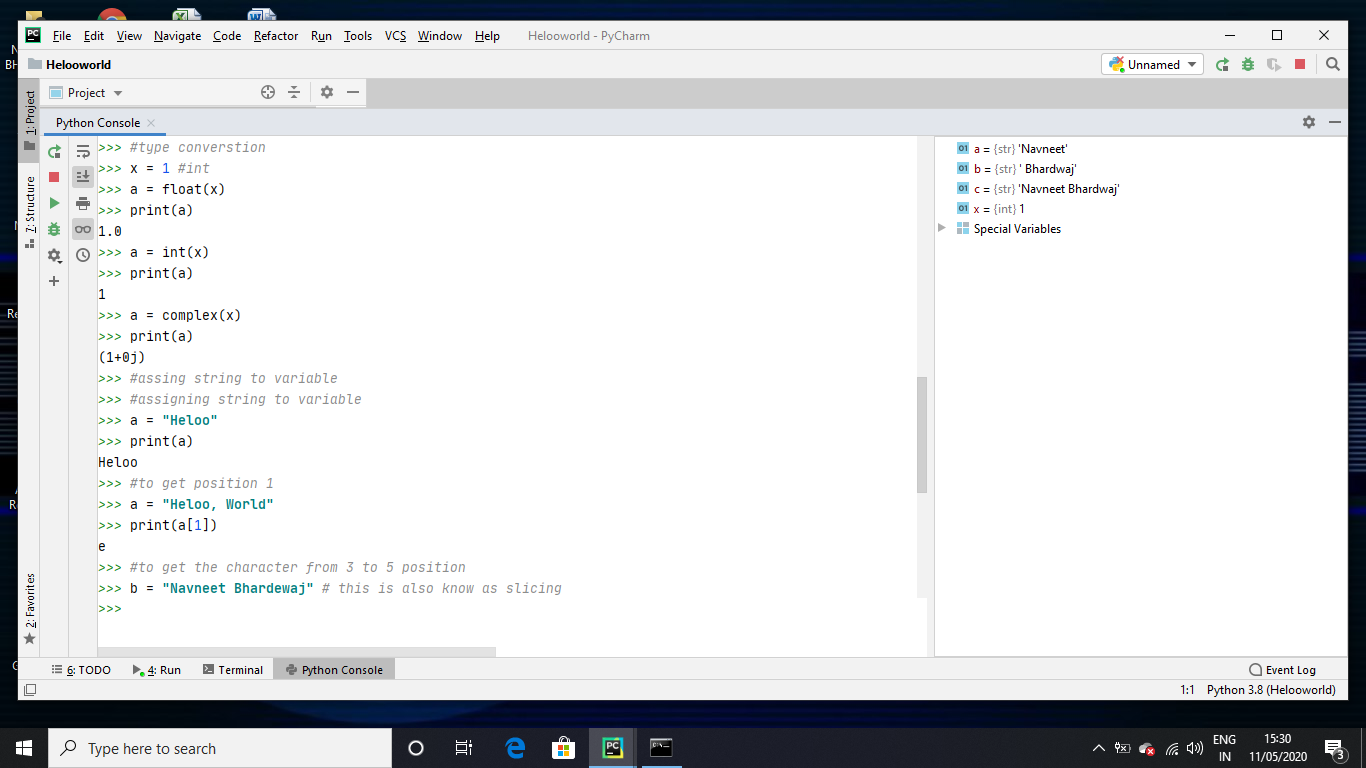 File Edit View Navigate Code Refactor Run Tools VCS Window Help Helooworld - PyCharm
Helooworld
Unnamed
Project
Python Console
1: Project
7: Structure
2: Favorites
>>> #type converstion
>>> x = 1 #int
>>> a = float(x)
>>> print(a)
1.0
>>> a = int(x)
>>> print(a)
1
>>> a = complex(x)
>>> print(a)
(1+0j)
>>> #assing string to variable
>>> #assigning string to variable
>>> a = "Heloo"
>>> print(a)
Heloo
>>> #to get position 1
>>> a = "Heloo, World"
>>> print(a[1])
e
>>> #to get the character from 3 to 5 position
>>> b = "Navneet Bhardewaj" # this is also know as slicing
>>>
01 a = {str} 'Navneet'
01 b = {str} ' Bhardwaj'
01 c = {str} 'Navneet Bhardwaj'
01 x = {int} 1
Special Variables
6: TODO 4: Run Terminal Python Console Event Log
1:1 Python 3.8 (Helooworld)
Type here to search
ENG
IN
15:30
11/05/2020
3